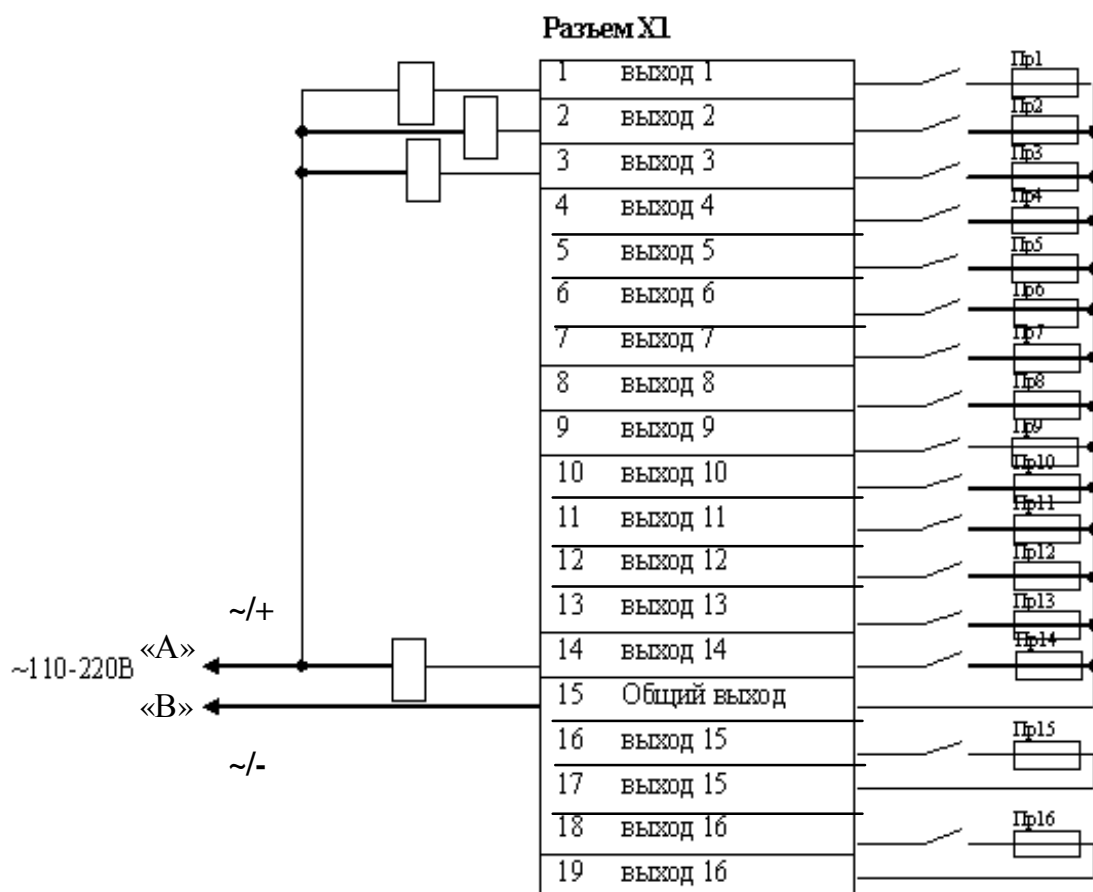 Разъем X1
1 выход 1
Пр1
2 выход 2
Пр2
3 выход 3
Пр3
4 выход 4
Пр4
5 выход 5
Пр5
6 выход 6
Пр6
7 выход 7
Пр7
8 выход 8
Пр8
9 выход 9
Пр9
10 выход 10
Пр10
11 выход 11
Пр11
12 выход 12
Пр12
13 выход 13
Пр13
14 выход 14
Пр14
15 Общий выход
16 выход 15
Пр15
17 выход 15
18 выход 16
Пр16
19 выход 16
~/+
«А»
~110-220В
«В»
~/-